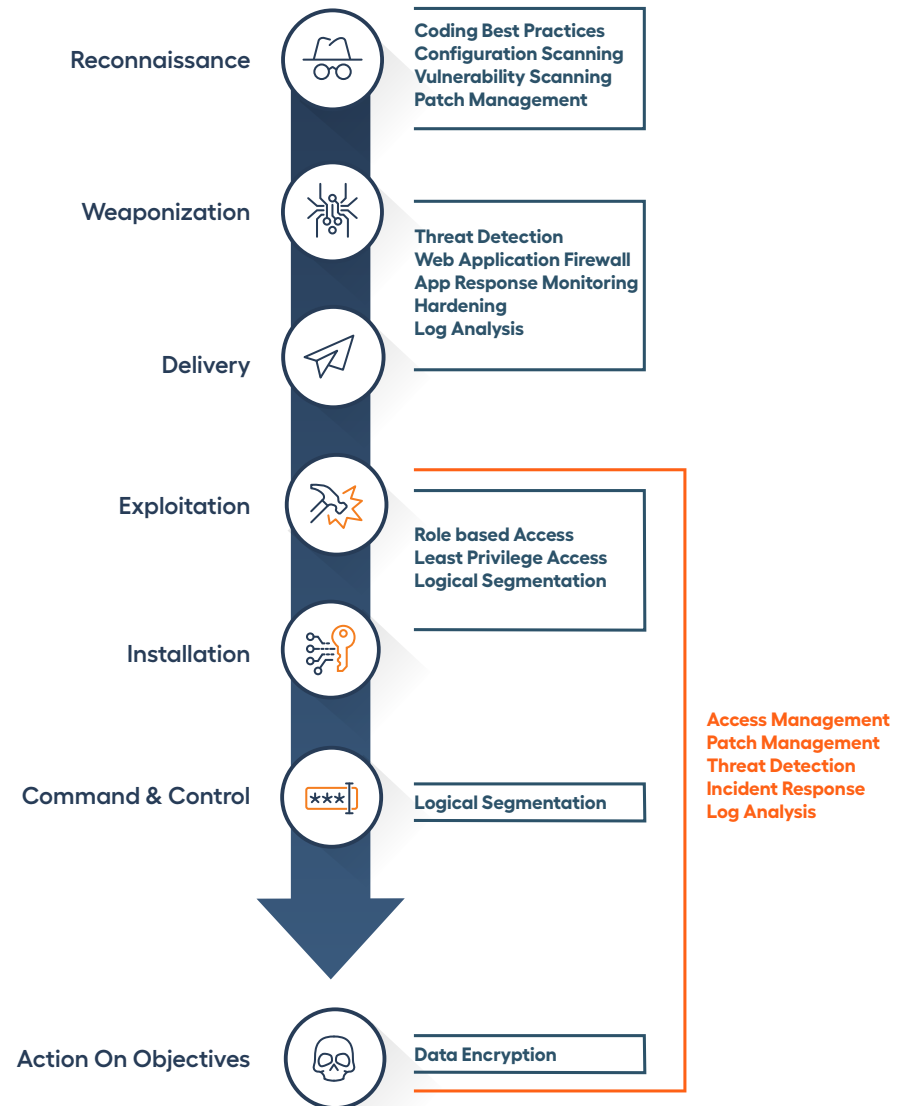 Reconnaissance
Coding Best Practices
Configuration Scanning
Vulnerability Scanning
Patch Management
Weaponization
Threat Detection
Web Application Firewall
App Response Monitoring
Hardening
Log Analysis
Delivery
Exploitation
Role based Access
Least Privilege Access
Logical Segmentation
Installation
Access Management
Patch Management
Threat Detection
Incident Response
Log Analysis
Command & Control
***
Logical Segmentation
Action On Objectives
Data Encryption